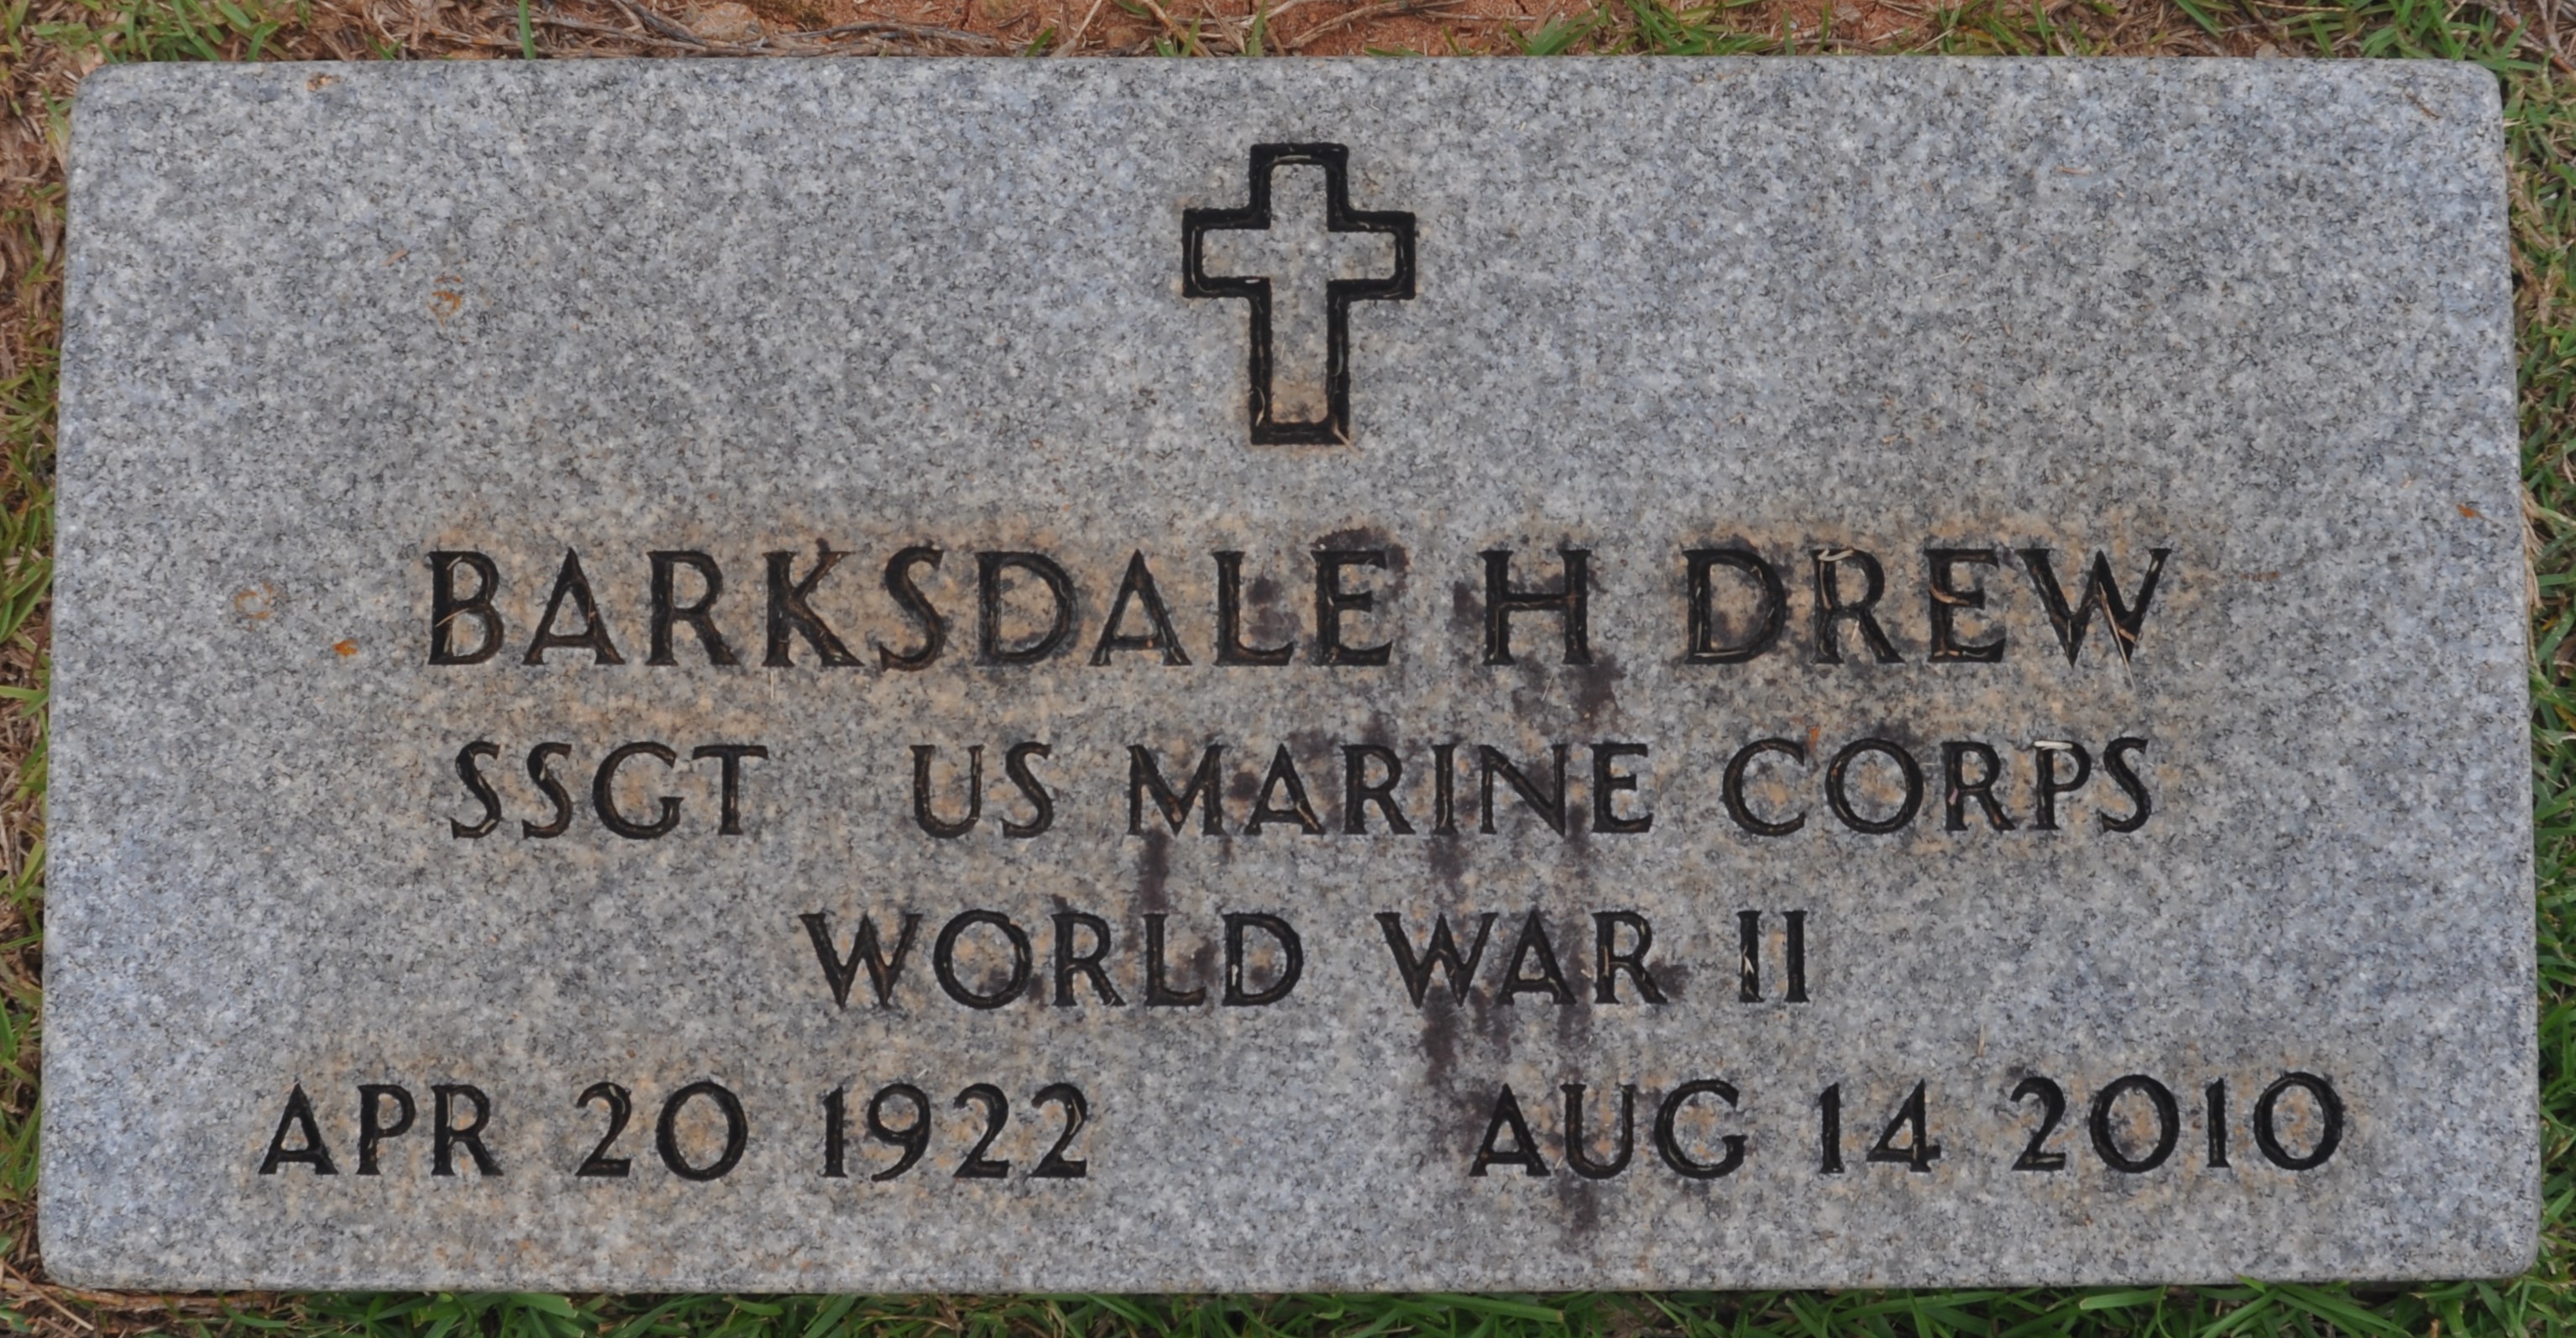 BARKSDALE H DREW
SSGT US MARINE CORPS
WORLD WAR II
APR 20 1922 AUG 14 2010